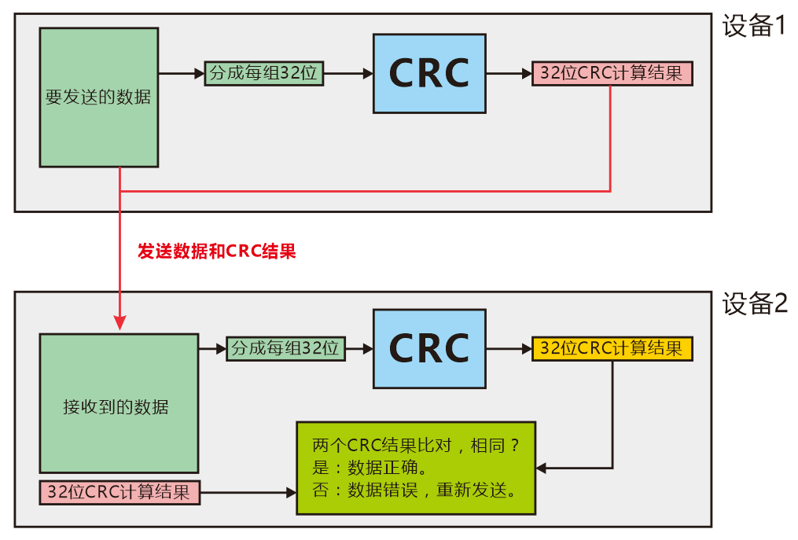 设备1
要发送的数据
分成每组32位
CRC
32位CRC计算结果
发送数据和CRC结果
设备2
接收到的数据
分成每组32位
CRC
32位CRC计算结果
两个CRC结果比对，相同？
是：数据正确。
否：数据错误，重新发送。
32位CRC计算结果